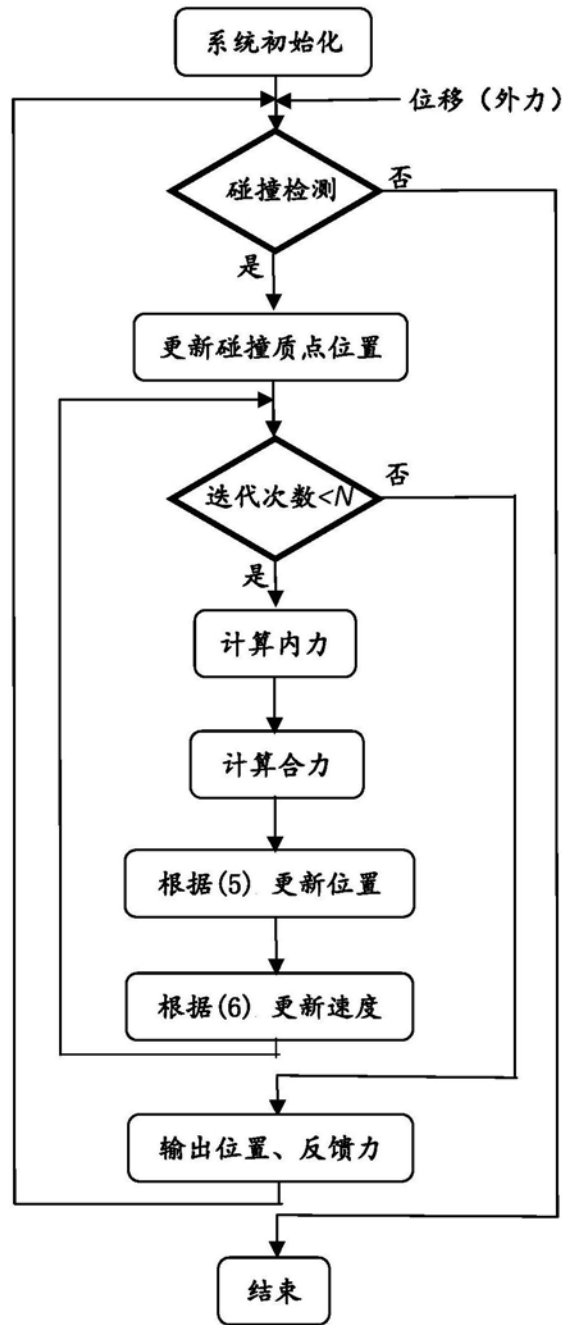 系统初始化
位移（外力）
碰撞检测
否
是
更新碰撞质点位置
迭代次数<N
否
是
计算内力
计算合力
根据(5) 更新位置
根据(6) 更新速度
输出位置、反馈力
结束